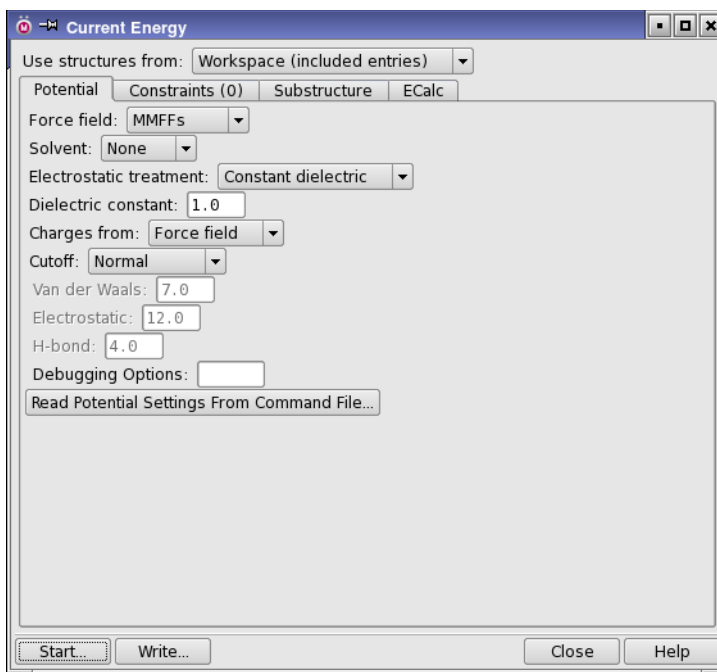 Current Energy
Use structures from: Workspace (included entries)
Potential Constraints (0) Substructure ECalc
Force field: MMFFs
Solvent: None
Electrostatic treatment: Constant dielectric
Dielectric constant: 1.0
Charges from: Force field
Cutoff: Normal
Van der Waals: 7.0
Electrostatic: 12.0
H-bond: 4.0
Debugging Options:
Read Potential Settings From Command File...
Start... Write... Close Help